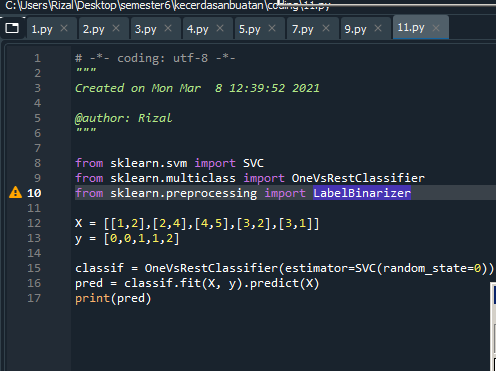 C:\Users\Rizal\Desktop\semester6\kecerdasanbuatan\coding\11.py
1.py 2.py 3.py 4.py 5.py 7.py 9.py 11.py
1 # -*- coding: utf-8 -*-
2 """
3 Created on Mon Mar  8 12:39:52 2021
4
5 @author: Rizal
6 """
7
8 from sklearn.svm import SVC
9 from sklearn.multiclass import OneVsRestClassifier
10 from sklearn.preprocessing import LabelBinarizer
11
12 X = [[1,2],[2,4],[4,5],[3,2],[3,1]]
13 y = [0,0,1,1,2]
14
15 classif = OneVsRestClassifier(estimator=SVC(random_state=0))
16 pred = classif.fit(X, y).predict(X)
17 print(pred)